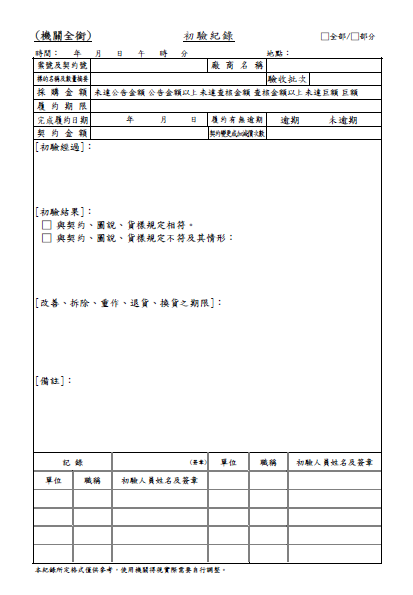 (機關全銜) 初驗紀錄 □全部/□部分
時間： 年 月 日 午 時 分 地點：
案號及契約號 廠商名稱
標的名稱及數量摘要 驗收批次
採購金額 未達公告金額 公告金額以上未達查核金額 查核金額以上未達巨額 巨額
履約期限
完成履約日期 年 月 日 履約有無逾期 逾期 未逾期
契約金額 契約變更或加減價次數
[初驗經過]：
[初驗結果]：
□ 與契約、圖說、貨樣規定相符。
□ 與契約、圖說、貨樣規定不符及其情形：
[改善、拆除、重作、退貨、換貨之期限]：
[備註]：
記錄 (簽章) 單位 職稱 初驗人員姓名及簽章
單位 職稱 初驗人員姓名及簽章
本紀錄所定格式僅供參考，使用機關得視實際需要自行調整。